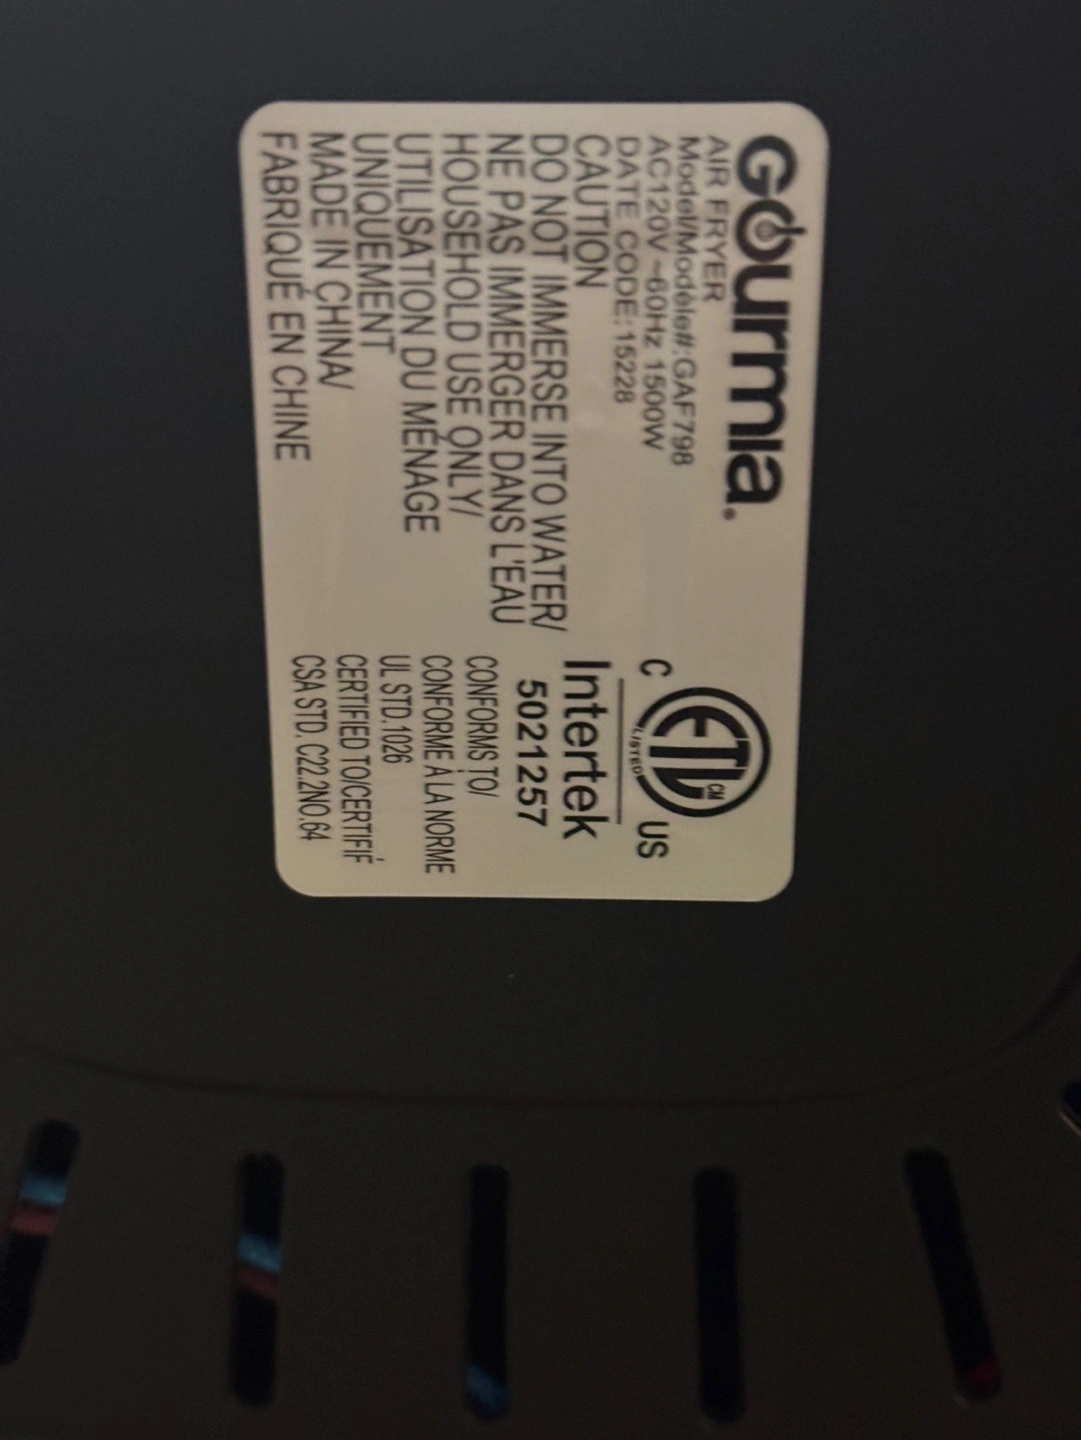 Gourmia®
AIR FRYER
Model/Modèle#:GAF798
AC120V ~60Hz 1500W
DATE CODE:15228
CAUTION
DO NOT IMMERSE INTO WATER/
NE PAS IMMERGER DANS L'EAU
HOUSEHOLD USE ONLY/
UTILISATION DU MÉNAGE
UNIQUEMENT
MADE IN CHINA/
FABRIQUÉ EN CHINE
ETL CM
LISTED
C US
Intertek
5021257
CONFORMS TO/
CONFORME À LA NORME
UL STD.1026
CERTIFIED TO/CERTIFIÉ
CSA STD. C22.2NO.64